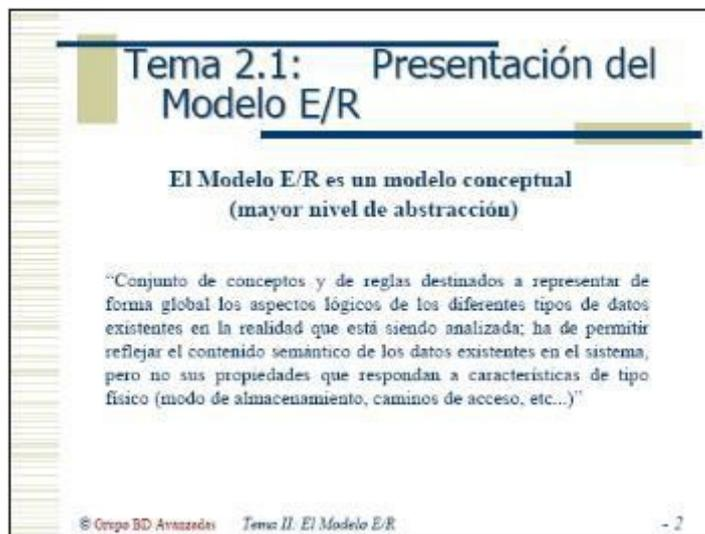 Tema 2.1: Presentación del
Modelo E/R
El Modelo E/R es un modelo conceptual
(mayor nivel de abstracción)
“Conjunto de conceptos y de reglas destinados a representar de
forma global los aspectos lógicos de los diferentes tipos de datos
existentes en la realidad que está siendo analizada; ha de permitir
reflejar el contenido semántico de los datos existentes en el sistema,
pero no sus propiedades que respondan a características de tipo
físico (modo de almacenamiento, caminos de acceso, etc...)”
© Grupo BD Avanzadas Tema II: El Modelo E/R - 2